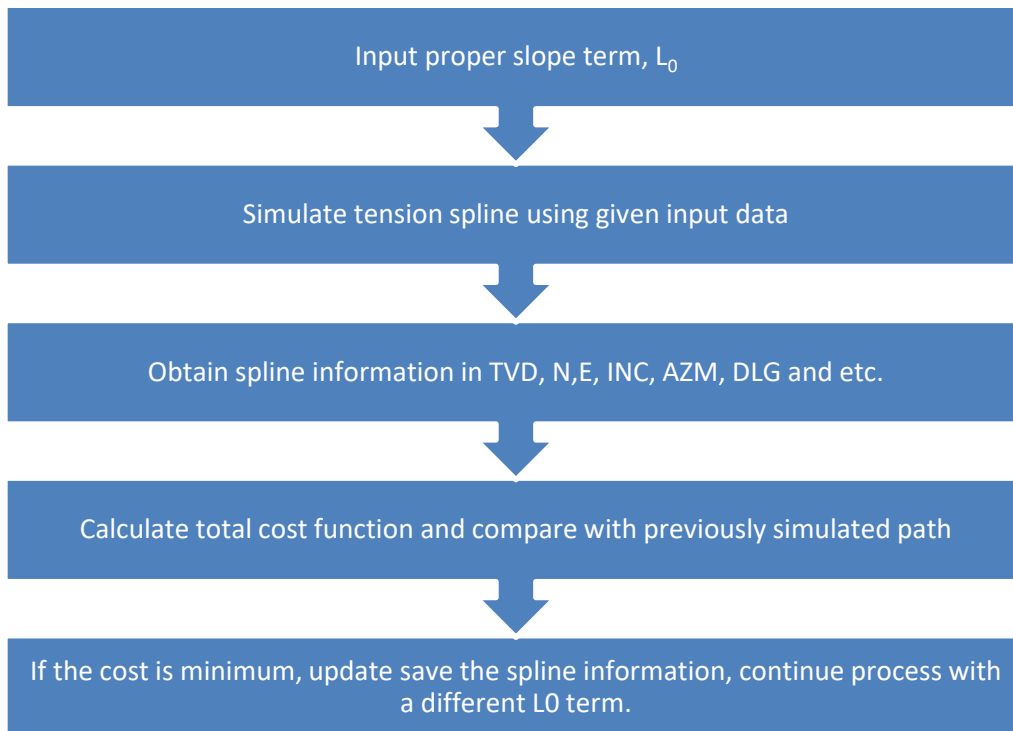 Input proper slope term, L₀
Simulate tension spline using given input data
Obtain spline information in TVD, N,E, INC, AZM, DLG and etc.
Calculate total cost function and compare with previously simulated path
If the cost is minimum, update save the spline information, continue process with
a different L0 term.